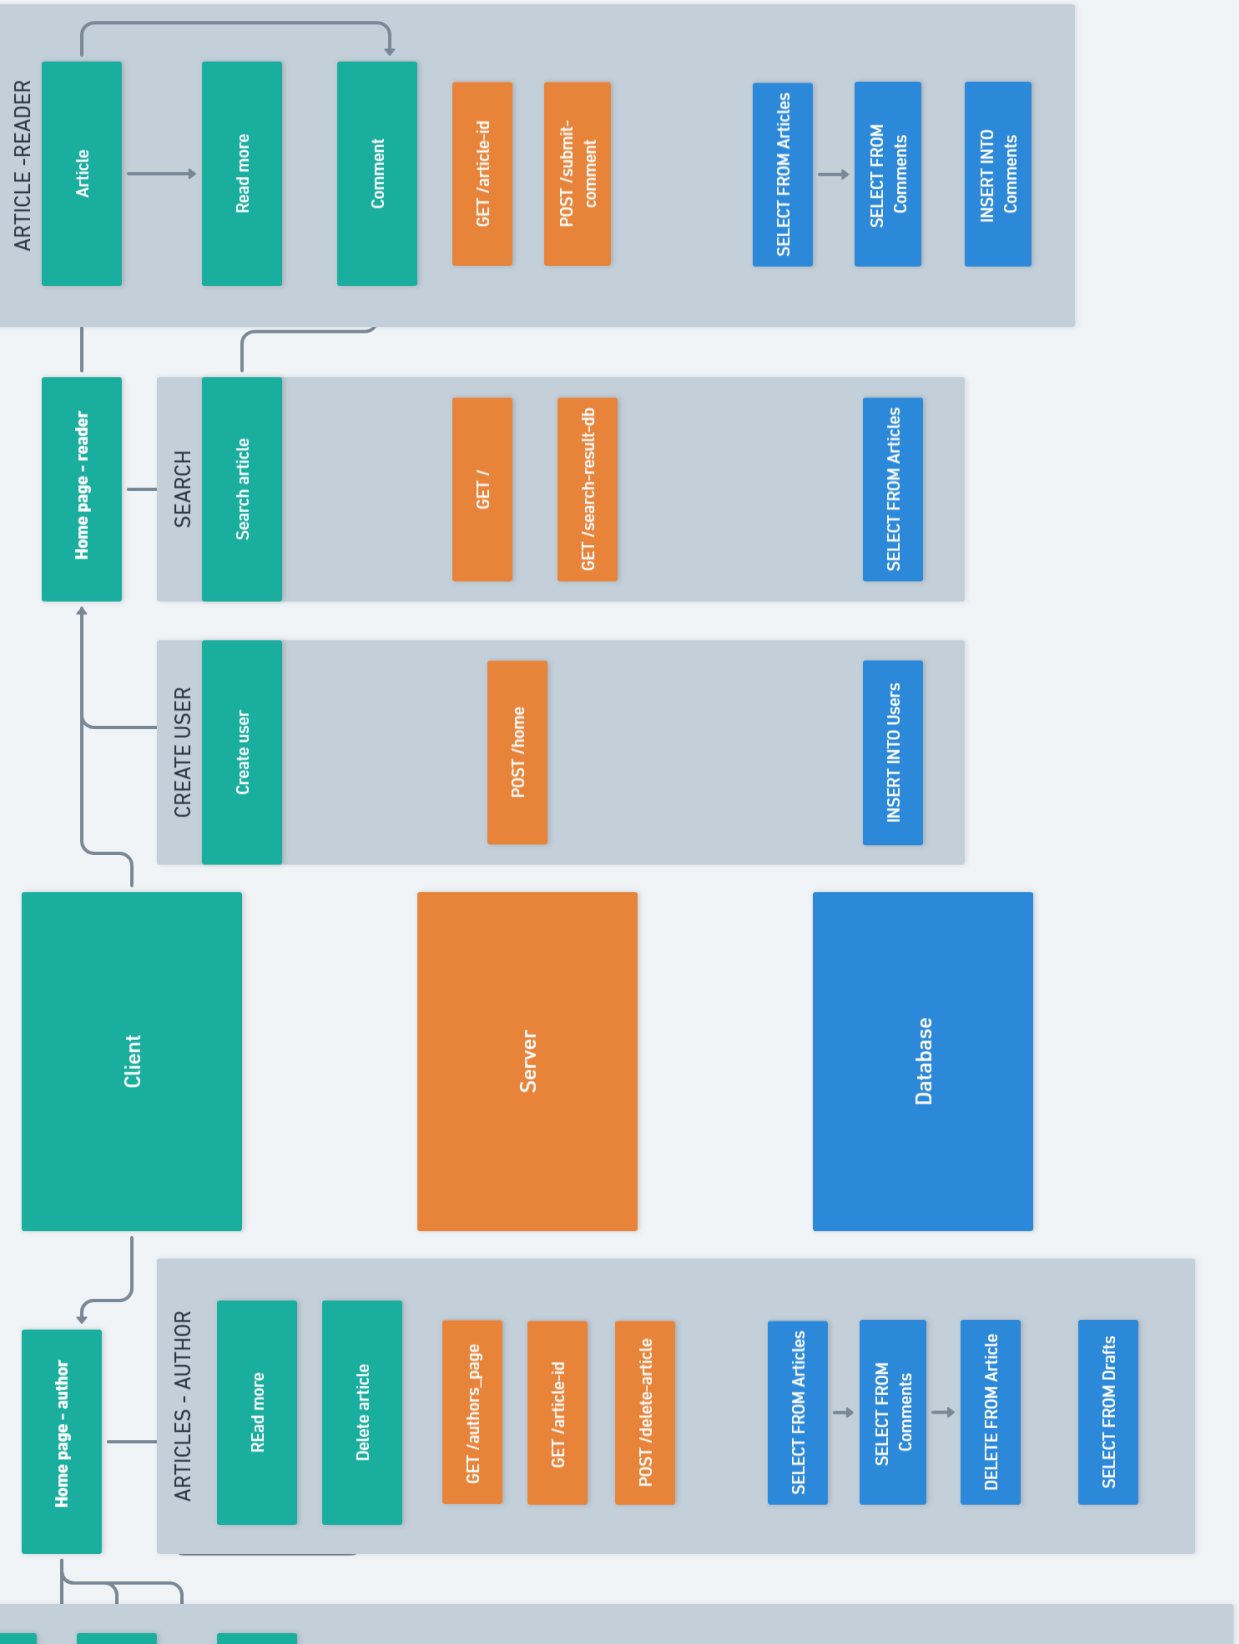 ARTICLE -READER
Article
Read more
Comment
GET /article-id
POST /submit-
comment
SELECT FROM Articles
SELECT FROM
Comments
INSERT INTO
Comments
Home page - reader
SEARCH
Search article
GET /
GET /search-result-db
SELECT FROM Articles
CREATE USER
Create user
POST /home
INSERT INTO Users
Client
Server
Database
Home page - author
ARTICLES - AUTHOR
REad more
Delete article
GET /authors_page
GET /article-id
POST /delete-article
SELECT FROM Articles
SELECT FROM
Comments
DELETE FROM Article
SELECT FROM Drafts